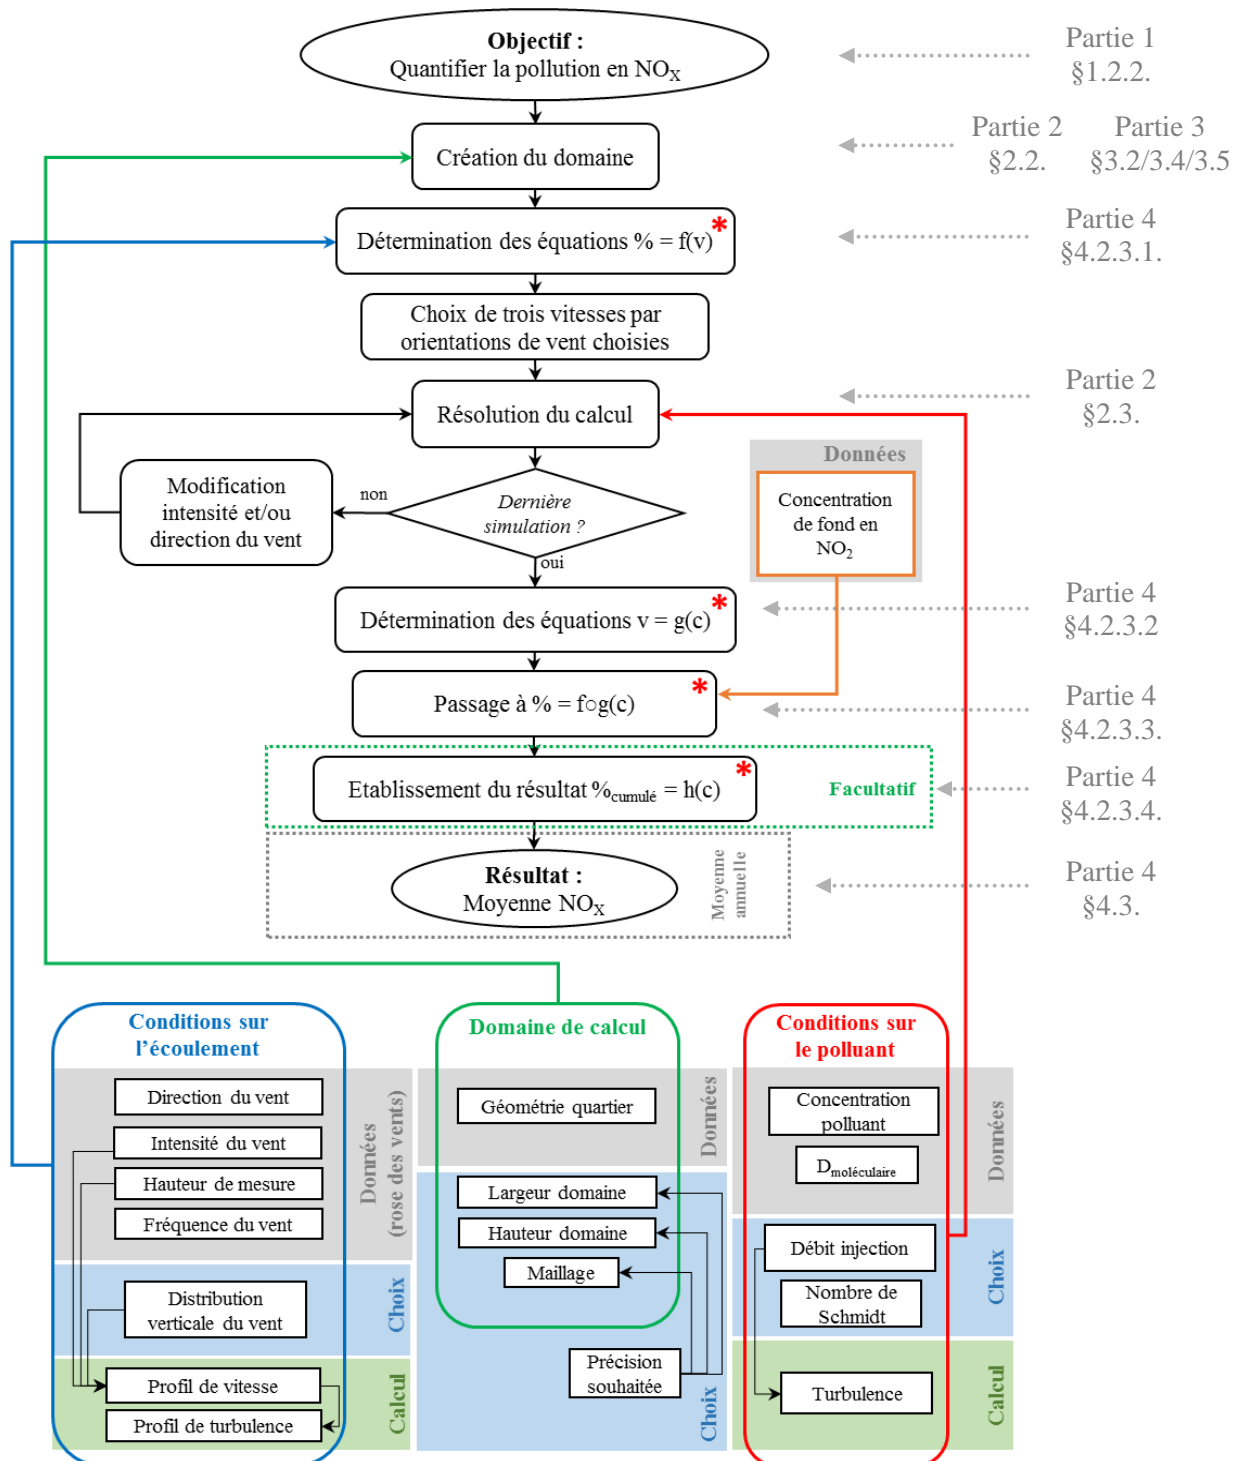 Objectif :
Quantifier la pollution en NOX
Partie 1
§1.2.2.
Création du domaine
Partie 2
§2.2.
Partie 3
§3.2/3.4/3.5
Détermination des équations % = f(v)*
Partie 4
§4.2.3.1.
Choix de trois vitesses par
orientations de vent choisies
Résolution du calcul
Partie 2
§2.3.
Modification
intensité et/ou
direction du vent
non
Dernière
simulation ?
oui
Données
Concentration
de fond en
NO2
Détermination des équations v = g(c)*
Partie 4
§4.2.3.2
Passage à % = f○g(c) *
Partie 4
§4.2.3.3.
Etablissement du résultat %cumulé = h(c) *
Facultatif
Partie 4
§4.2.3.4.
Résultat :
Moyenne NOX
Moyenne
annuelle
Partie 4
§4.3.
Conditions sur
l’écoulement
Direction du vent
Intensité du vent
Hauteur de mesure
Fréquence du vent
Données
(rose des vents)
Distribution
verticale du vent
Choix
Profil de vitesse
Profil de turbulence
Calcul
Domaine de calcul
Géométrie quartier
Données
Largeur domaine
Hauteur domaine
Maillage
Précision
souhaitée
Choix
Conditions sur
le polluant
Concentration
polluant
Dmoléculaire
Données
Débit injection
Nombre de
Schmidt
Choix
Turbulence
Calcul